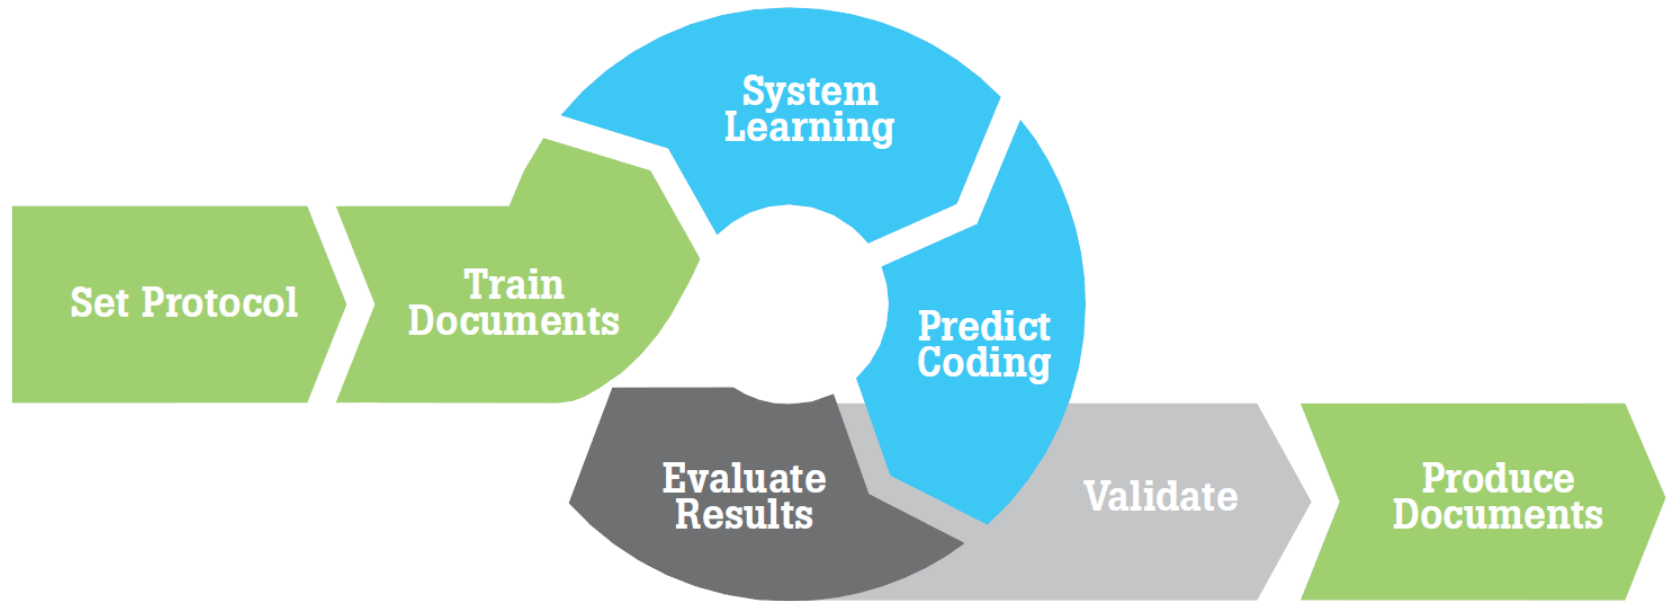 Set Protocol
Train
Documents
System
Learning
Predict
Coding
Evaluate
Results
Validate
Produce
Documents